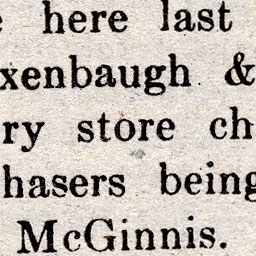 here last
xenbaugh &
ry store ch
hasers being
McGinnis.